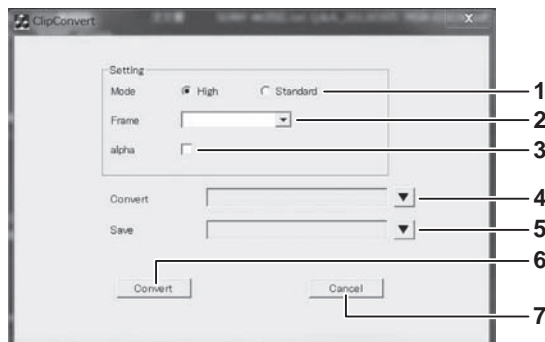 ClipConvert
X
Setting
Mode High Standard 1
Frame 2
alpha 3
Convert 4
Save 5
6
Convert Cancel
7